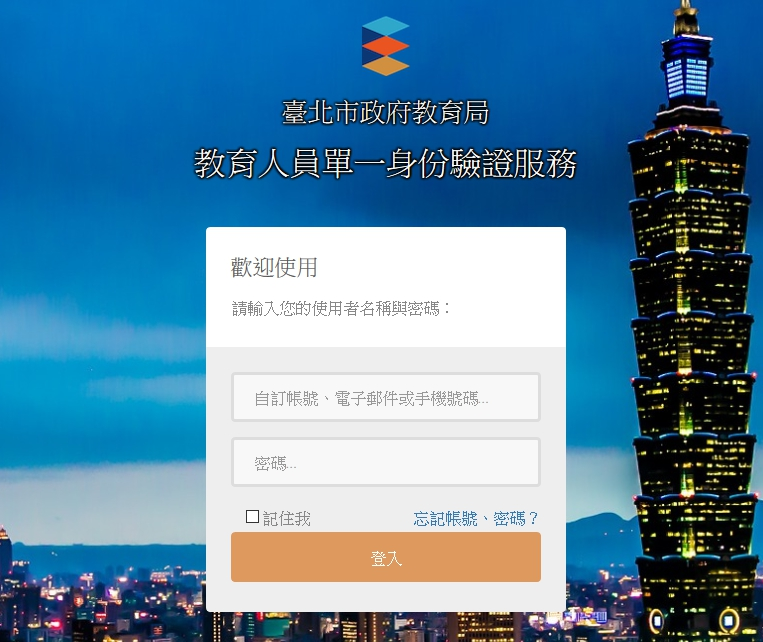 臺北市政府教育局
教育人員單一身份驗證服務
歡迎使用
請輸入您的使用者名稱與密碼：
自訂帳號、電子郵件或手機號碼...
密碼...
記住我
忘記帳號、密碼？
登入